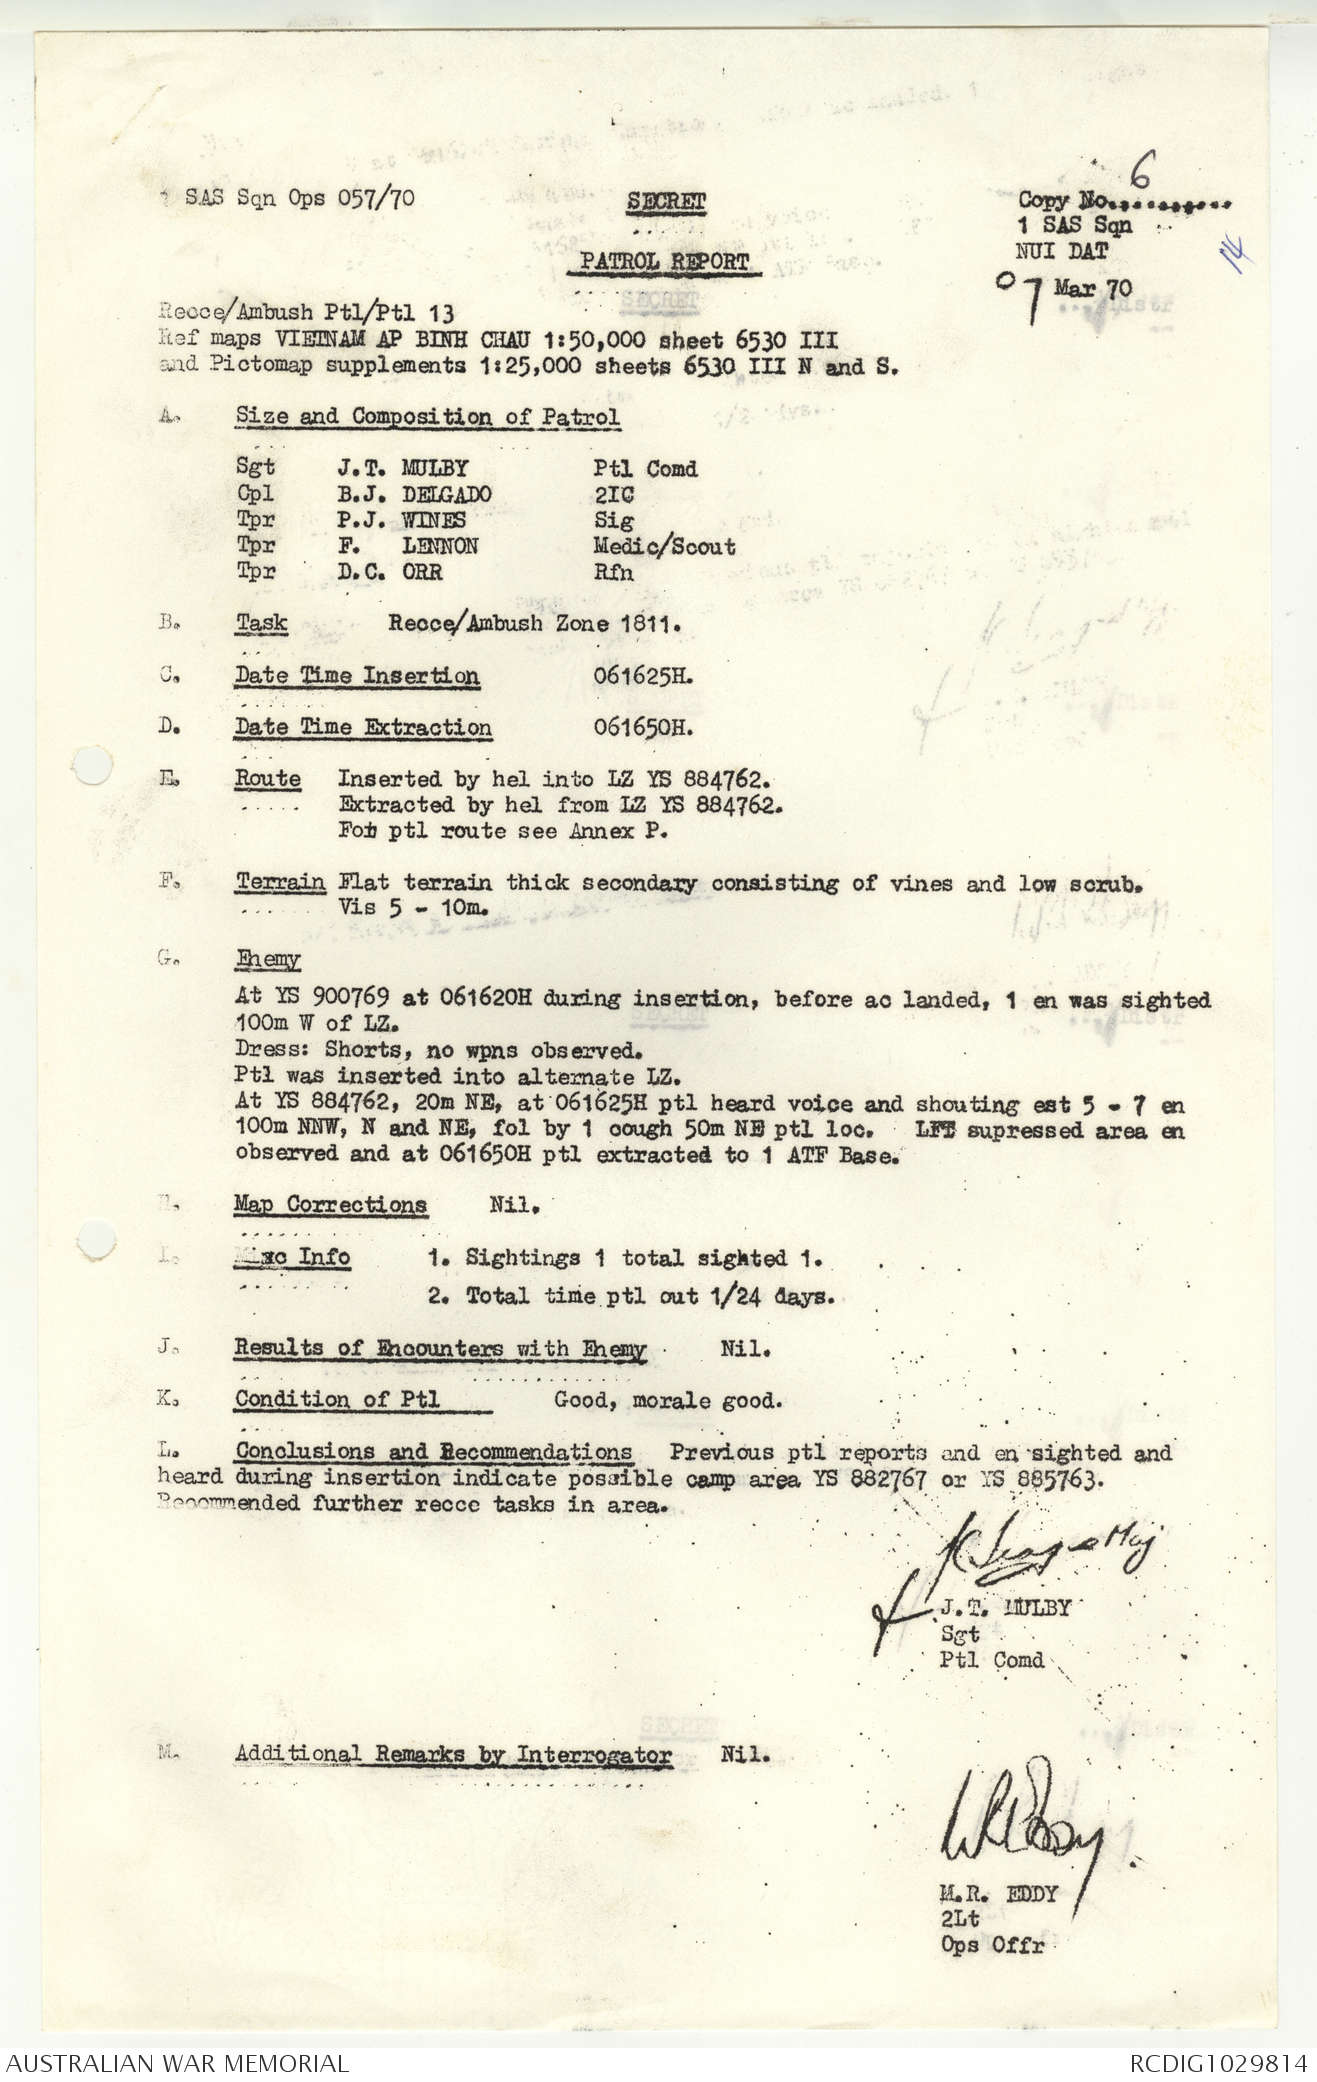 1 SAS Sqn Ops 057/70
SECRET
Copy No. 6
1 SAS Sqn
NUI DAT
14
07 Mar 70
PATROL REPORT
Recce/Ambush Ptl/Ptl 13
Ref maps VIETNAM AP BINH CHAU 1:50,000 sheet 6530 III
and Pictomap supplements 1:25,000 sheets 6530 III N and S.
A. Size and Composition of Patrol
Sgt J.T. MULBY Ptl Comd
Cpl B.J. DELGADO 2IC
Tpr P.J. WINES Sig
Tpr F. LENNON Medic/Scout
Tpr D.C. ORR Rfn
B. Task Recce/Ambush Zone 1811.
C. Date Time Insertion 061625H.
D. Date Time Extraction 061650H.
E. Route Inserted by hel into LZ YS 884762.
Extracted by hel from LZ YS 884762.
For ptl route see Annex P.
F. Terrain Flat terrain thick secondary consisting of vines and low scrub.
Vis 5 - 10m.
G. Enemy
At YS 900769 at 061620H during insertion, before ac landed, 1 en was sighted
100m W of LZ.
Dress: Shorts, no wpns observed.
Ptl was inserted into alternate LZ.
At YS 884762, 20m NE, at 061625H ptl heard voice and shouting est 5 - 7 en
100m NNW, N and NE, fol by 1 cough 50m NE ptl loc. LFT supressed area en
observed and at 061650H ptl extracted to 1 ATF Base.
H. Map Corrections Nil.
I. Misc Info 1. Sightings 1 total sighted 1.
2. Total time ptl out 1/24 days.
J. Results of Encounters with Enemy Nil.
K. Condition of Ptl Good, morale good.
L. Conclusions and Recommendations Previous ptl reports and en sighted and
heard during insertion indicate possible camp area YS 882767 or YS 885763.
Recommended further recce tasks in area.
Maj
J.T. MULBY
Sgt
Ptl Comd
M. Additional Remarks by Interrogator Nil.
M.R. EDDY
2Lt
Ops Offr
AUSTRALIAN WAR MEMORIAL
RCDIG1029814